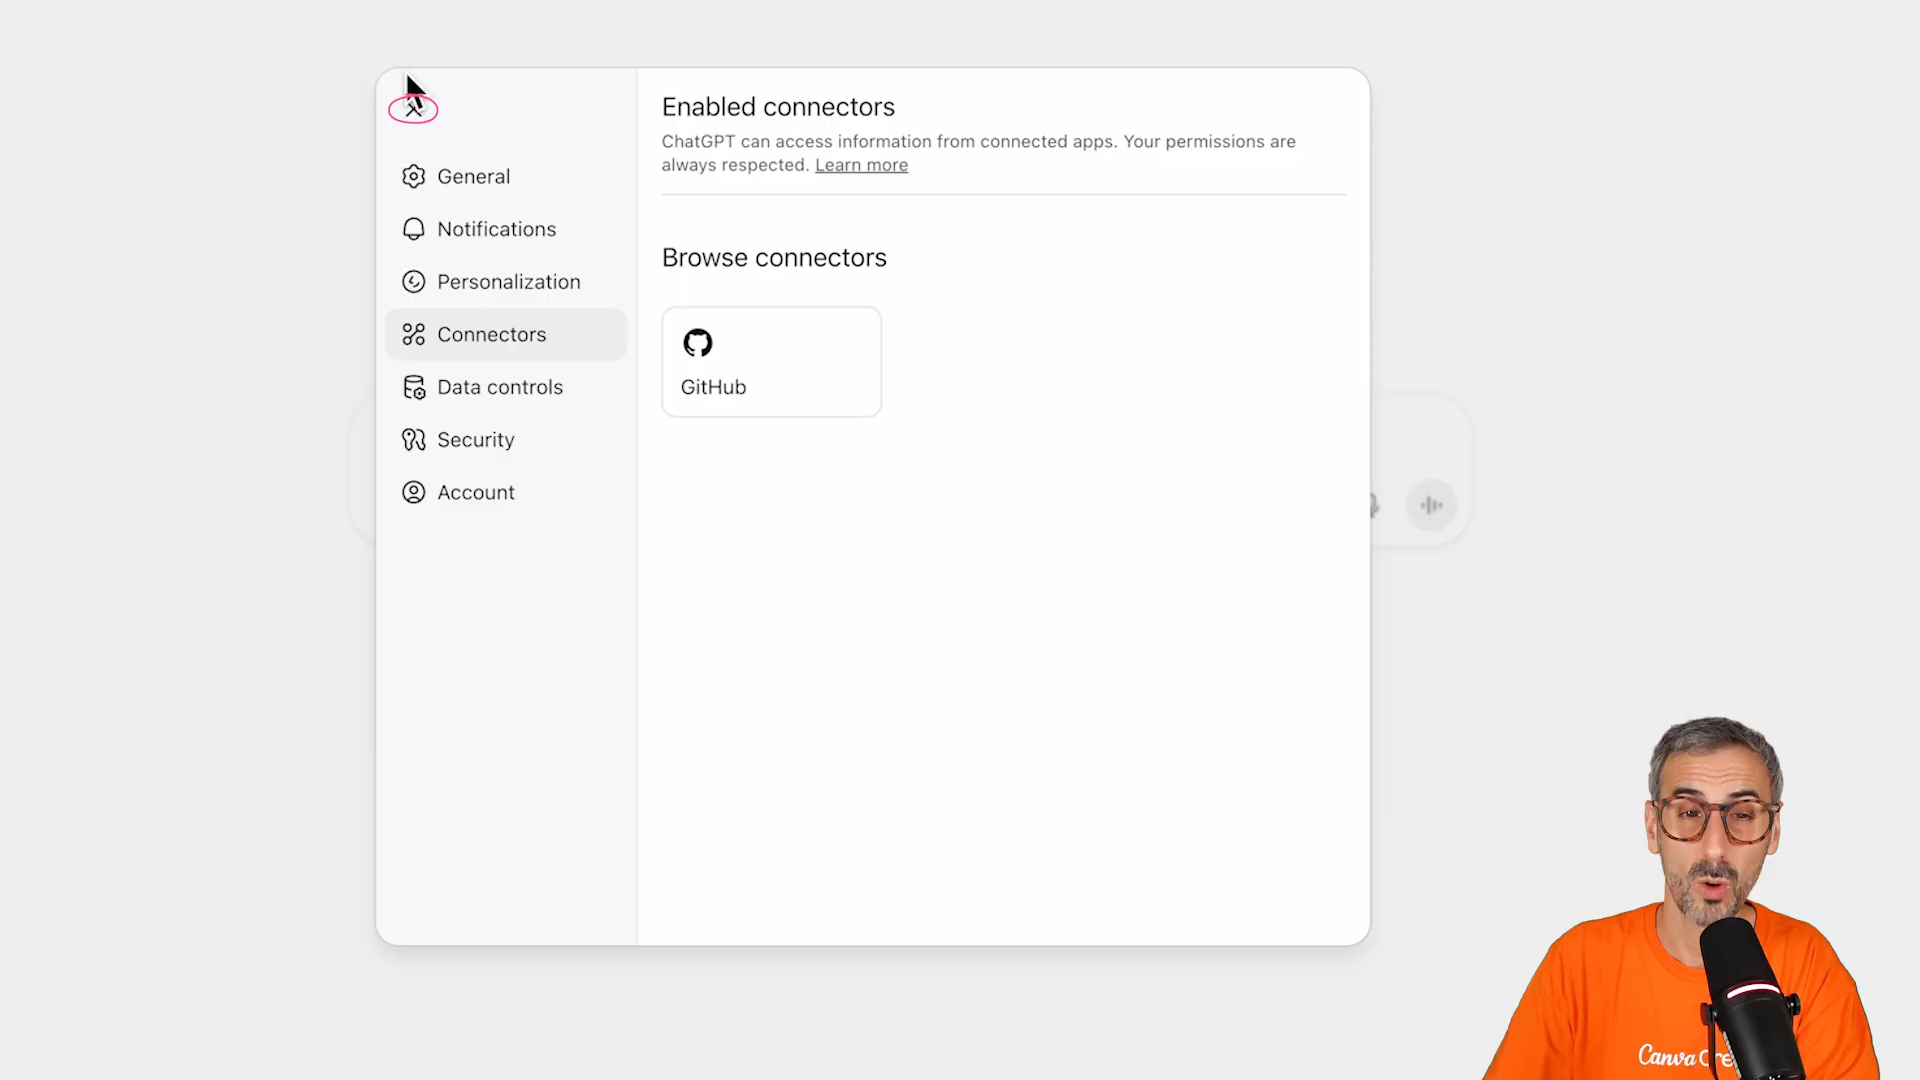 General
Notifications
Personalization
Connectors
Data controls
Security
Account
Enabled connectors
ChatGPT can access information from connected apps. Your permissions are
always respected. Learn more
Browse connectors
GitHub
Canva Cre